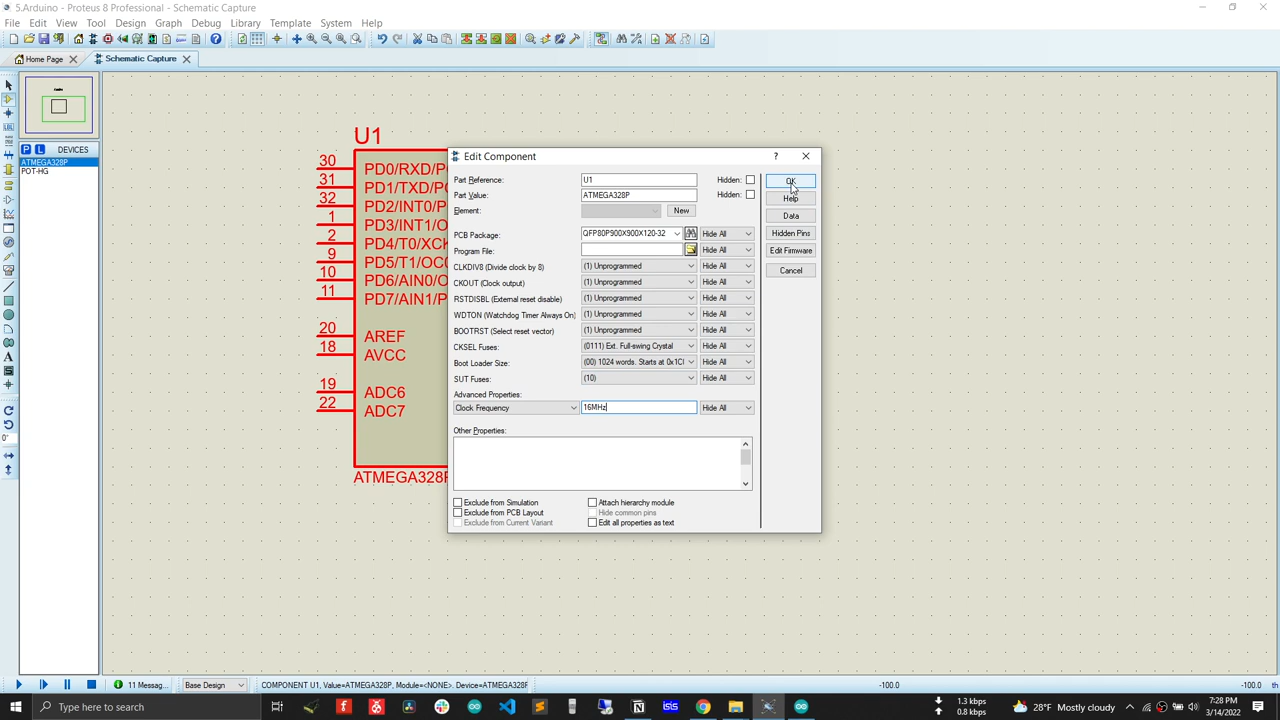 5.Arduino - Proteus 8 Professional - Schematic Capture
File Edit View Tool Design Graph Debug Library Template System Help
Home Page Schematic Capture
P L DEVICES
ATMEGA328P
POT-HG
U1
30 PD0/RXD/P
31 PD1/TXD/P
32 PD2/INT0/P
1 PD3/INT1/O
2 PD4/T0/XCK
9 PD5/T1/OC0
10 PD6/AIN0/O
11 PD7/AIN1/P
20 AREF
18 AVCC
19 ADC6
22 ADC7
ATMEGA328P
Edit Component ?
Part Reference: U1 Hidden: OK
Part Value: ATMEGA328P Hidden: Help
Element: New Data
PCB Package: QFP80P900X900X120-32 Hide All Hidden Pins
Program File: Hide All Edit Firmware
CLKDIV8 (Divide clock by 8) (1) Unprogrammed Hide All Cancel
CKOUT (Clock output) (1) Unprogrammed Hide All
RSTDISBL (External reset disable) (1) Unprogrammed Hide All
WDTON (Watchdog Timer Always On) (1) Unprogrammed Hide All
BOOTRST (Select reset vector) (1) Unprogrammed Hide All
CKSEL Fuses: (0111) Ext. Full-swing Crystal Hide All
Boot Loader Size: (00) 1024 words. Starts at 0x1C Hide All
SUT Fuses: (10) Hide All
Advanced Properties:
Clock Frequency 16MHz Hide All
Other Properties:
Exclude from Simulation Attach hierarchy module
Exclude from PCB Layout Hide common pins
Exclude from Current Variant Edit all properties as text
0°
11 Messag... Base Design COMPONENT U1, Value=ATMEGA328P, Module=<NONE>. Device=ATMEGA328P -100.0 -100.0 th
Type here to search
1.3 kbps
0.8 kbps
28°F Mostly cloudy
7:28 PM
3/14/2022